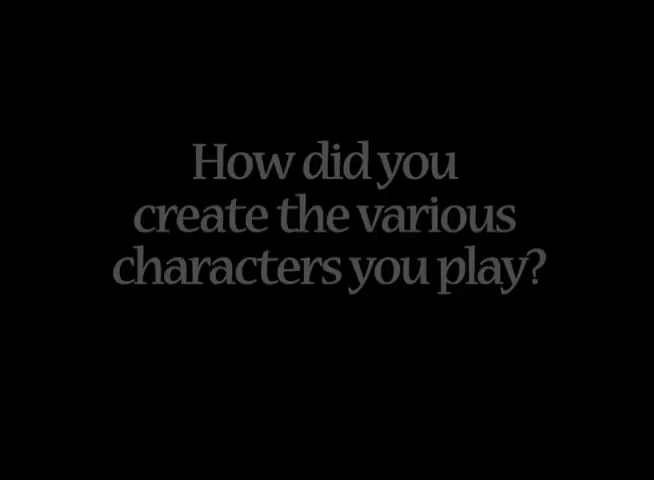 How did you
create the various
characters you play?